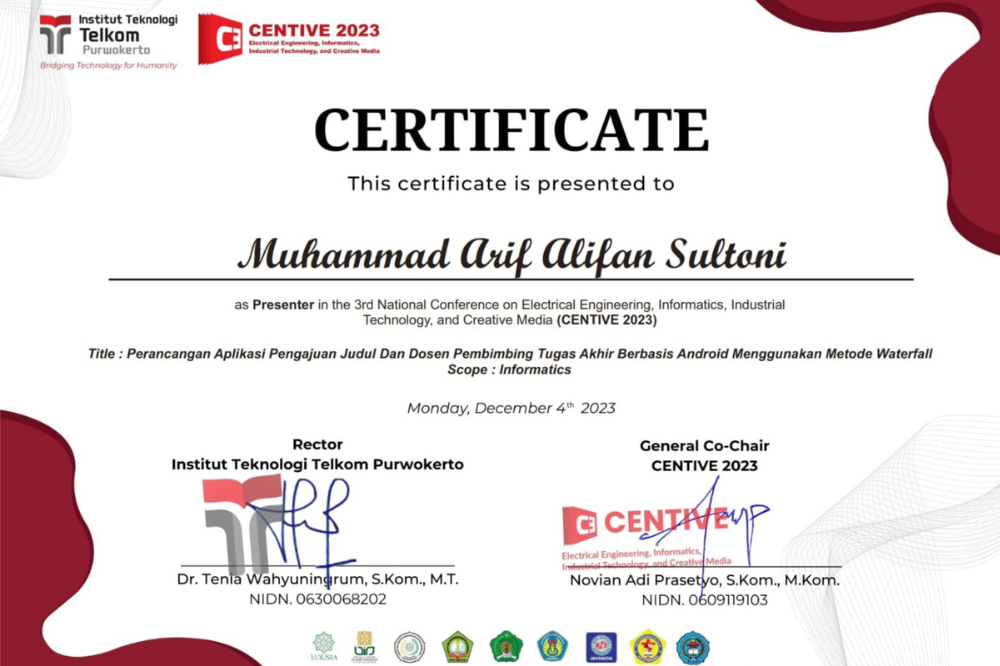 Institut Teknologi
Telkom
Purwokerto
Bridging Technology for Humanity
CENTIVE 2023
Electrical Engineering, Informatics,
Industrial Technology, and Creative Media
CERTIFICATE
This certificate is presented to
Muhammad Arif Alifan Sultoni
as Presenter in the 3rd National Conference on Electrical Engineering, Informatics, Industrial
Technology, and Creative Media (CENTIVE 2023)
Title : Perancangan Aplikasi Pengajuan Judul Dan Dosen Pembimbing Tugas Akhir Berbasis Android Menggunakan Metode Waterfall
Scope : Informatics
Monday, December 4th 2023
Rector
Institut Teknologi Telkom Purwokerto
Dr. Tenia Wahyuningrum, S.Kom., M.T.
NIDN. 0630068202
General Co-Chair
CENTIVE 2023
CENTIVE
Electrical Engineering, Informatics,
Industrial Technology, and Creative Media
Novian Adi Prasetyo, S.Kom., M.Kom.
NIDN. 0609119103
UNUSIA